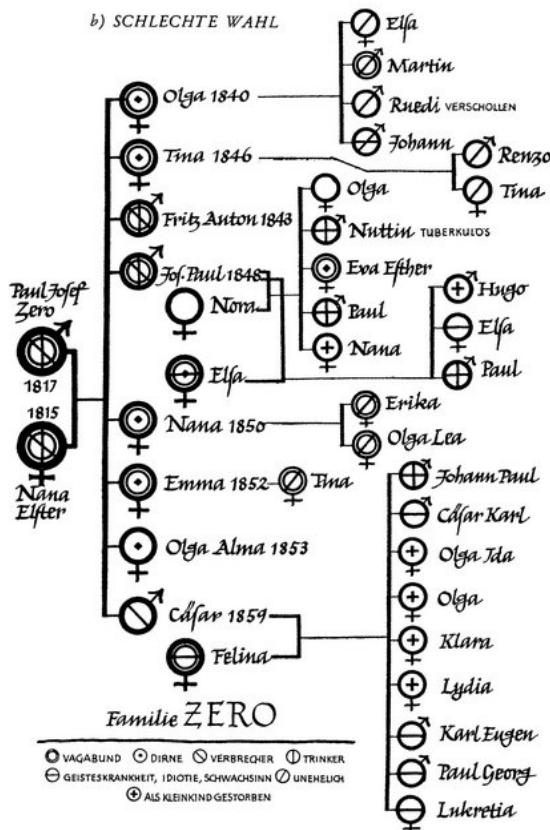 b) SCHLECHTE WAHL
Elsa
Martin
Olga 1840
Ruedi VERSCHOLLEN
Johann
Tina 1846
Renzo
Tina
Fritz Anton 1843
Olga
Nuttin TUBERKULÖS
Jos. Paul 1848
Eva Esther
Paul Josef
Zero
Nora
Paul
Hugo
Elsa
Elsa
Nana
Paul
1817
1815
Nana
Elster
Nana 1850
Erika
Olga Lea
Emma 1852
Tina
Johann Paul
Cäsar Karl
Olga Alma 1853
Olga Ida
Olga
Cäsar 1859
Klara
Felina
Lydia
Familie ZERO
Karl Eugen
Paul Georg
Lukretia
VAGABUND DIRNE VERBRECHER TRINKER
GEISTESKRANKHEIT, IDIOTIE, SCHWACHSINN UNEHELICH
ALS KLEINKIND GESTORBEN